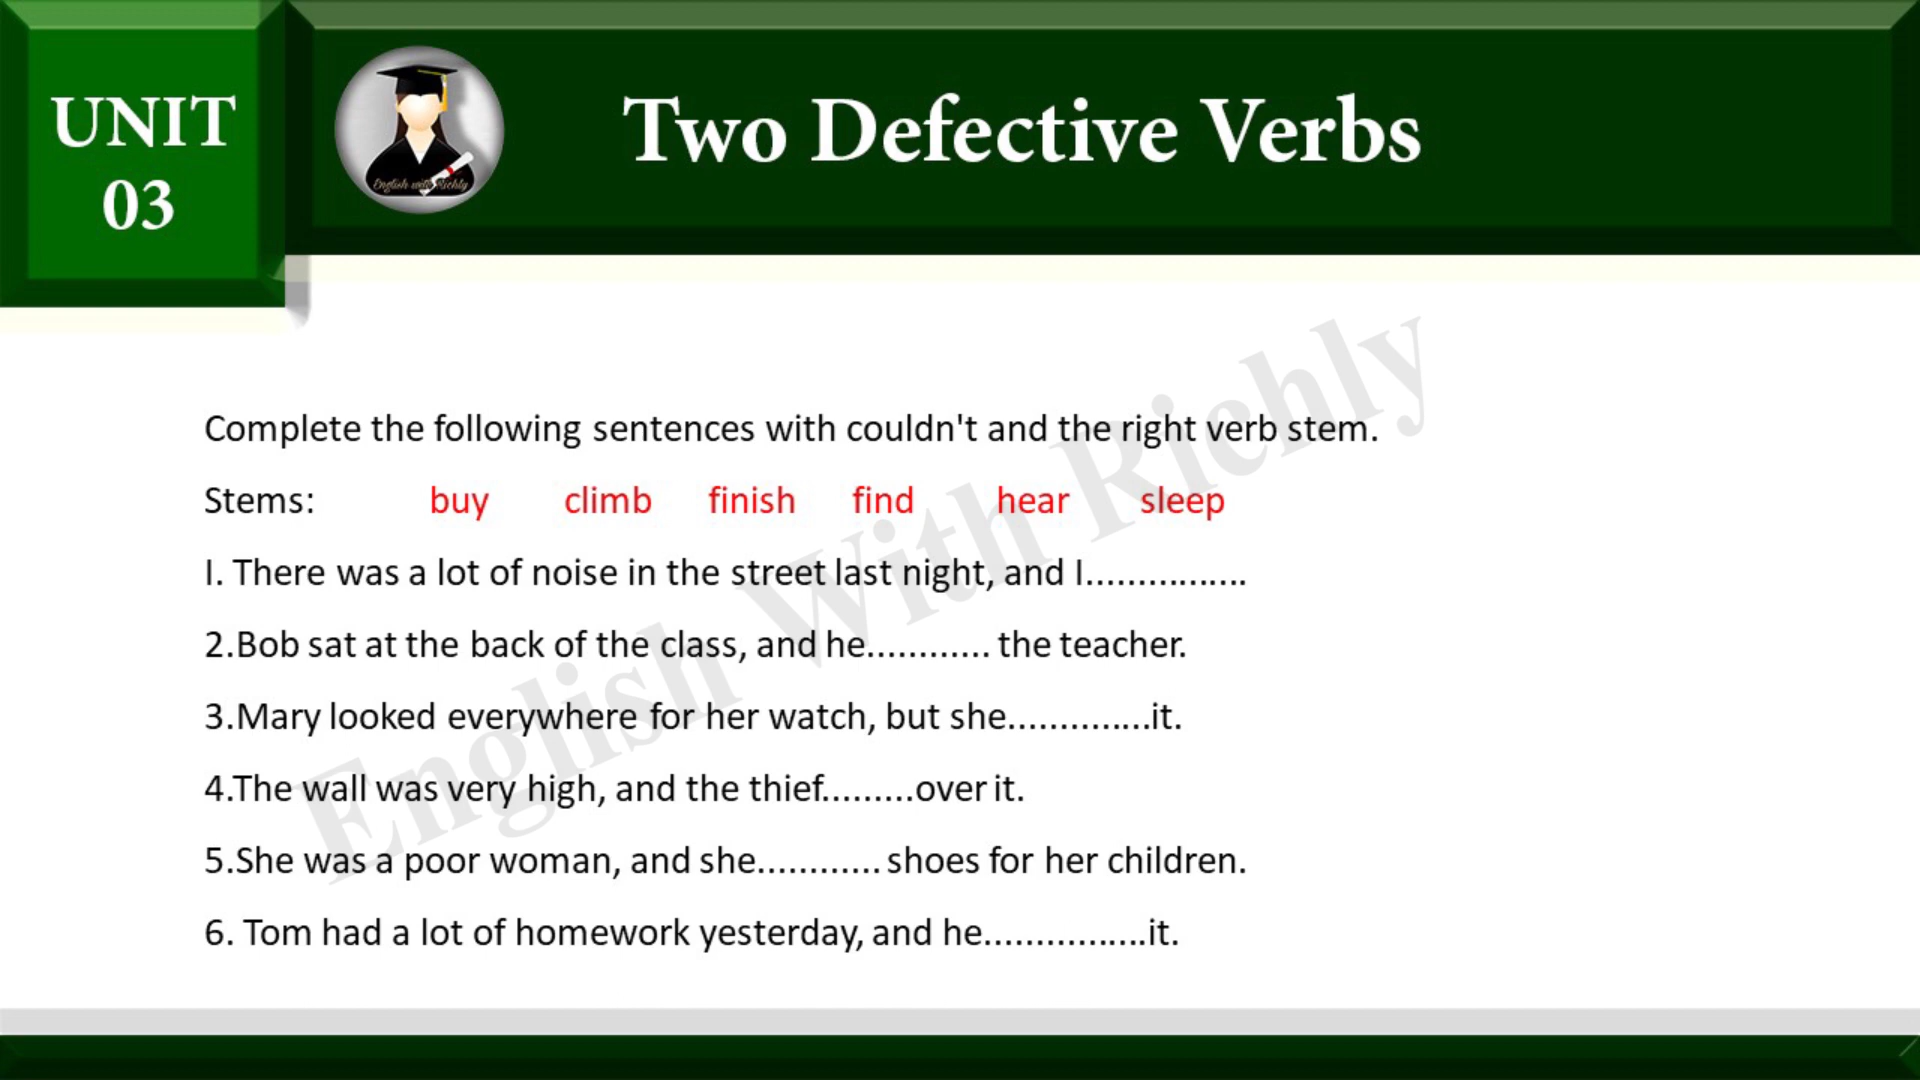 UNIT
03
English with Richly
Two Defective Verbs
Complete the following sentences with couldn't and the right verb stem.
Stems: buy climb finish find hear sleep
I. There was a lot of noise in the street last night, and I................
2.Bob sat at the back of the class, and he............ the teacher.
3.Mary looked everywhere for her watch, but she..............it.
4.The wall was very high, and the thief.........over it.
5.She was a poor woman, and she............ shoes for her children.
6. Tom had a lot of homework yesterday, and he................it.
English With Richly